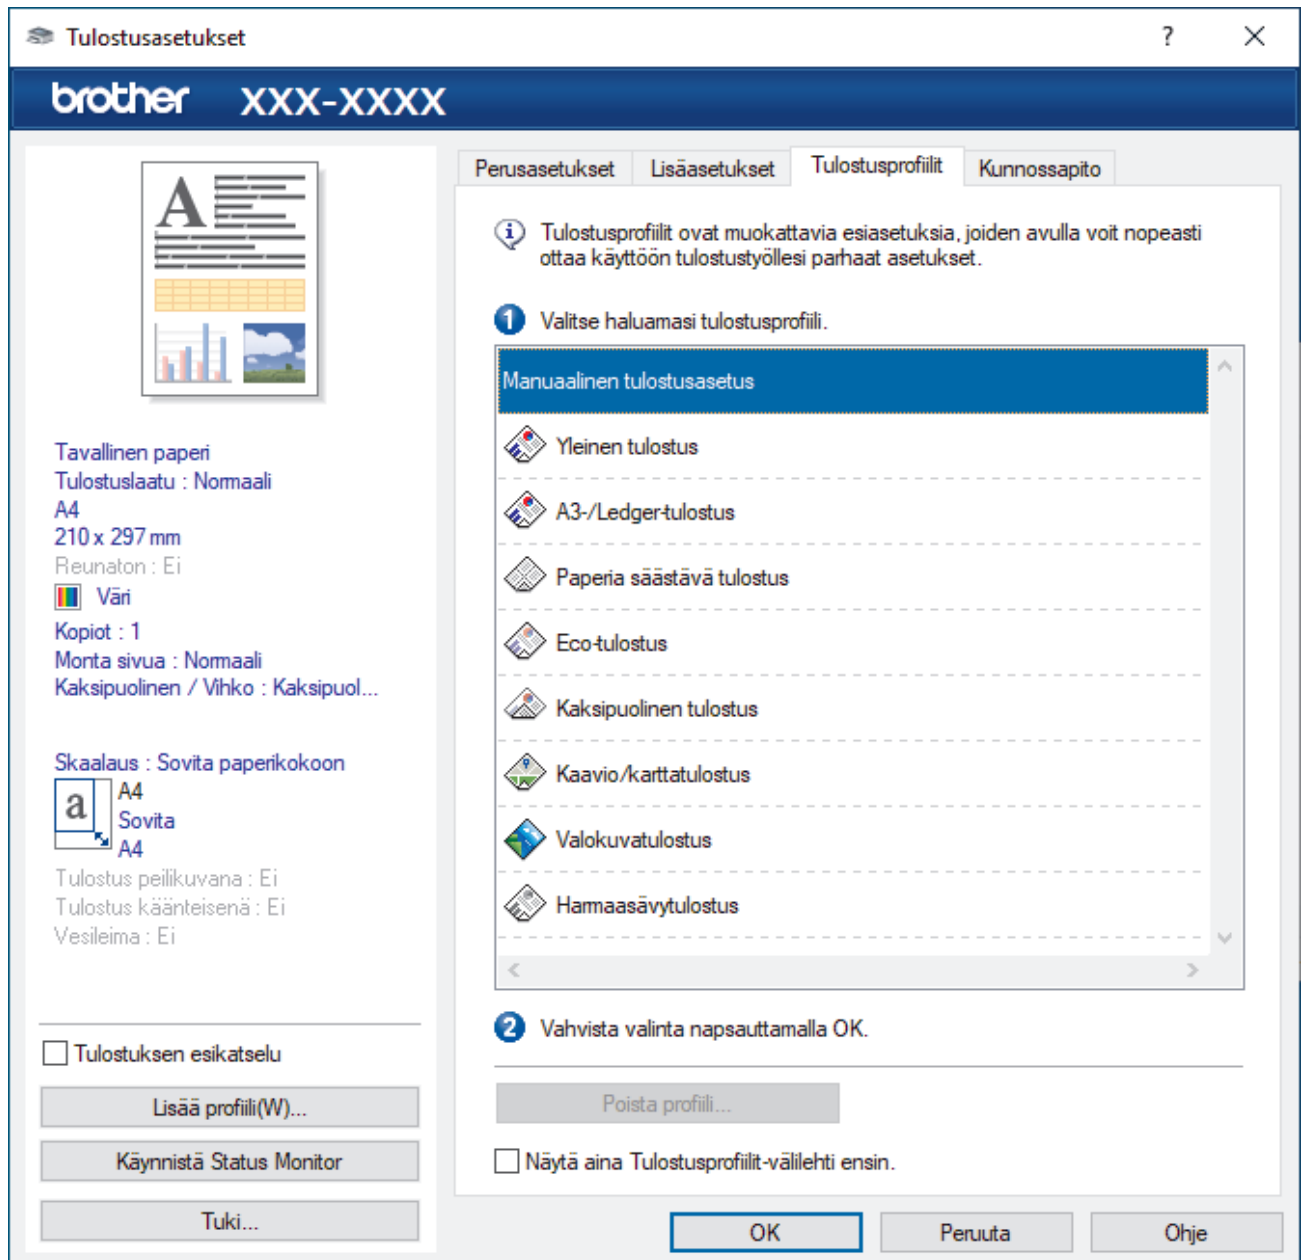 Tulostusasetukset
?
brother XXX-XXXX
A
Tavallinen paperi
Tulostuslaatu : Normaali
A4
210 x 297 mm
Reunaton : Ei
Väri
Kopiot : 1
Monta sivua : Normaali
Kaksipuolinen / Vihko : Kaksipuol...
Skaalaus : Sovita paperikokoon
a
A4
Sovita
A4
Tulostus peilikuvana : Ei
Tulostus käänteisenä : Ei
Vesileima : Ei
Tulostuksen esikatselu
Lisää profiili(W)...
Käynnistä Status Monitor
Tuki...
Perusasetukset Lisäasetukset Tulostusprofiilit Kunnossapito
Tulostusprofiilit ovat muokattavia esiasetuksia, joiden avulla voit nopeasti
ottaa käyttöön tulostustyöllesi parhaat asetukset.
1 Valitse haluamasi tulostusprofiili.
Manuaalinen tulostusasetus
Yleinen tulostus
A3-/Ledger-tulostus
Paperia säästävä tulostus
Eco-tulostus
Kaksipuolinen tulostus
Kaavio/karttatulostus
Valokuvatulostus
Harmaasävytulostus
2 Vahvista valinta napsauttamalla OK.
Poista profiili...
Näytä aina Tulostusprofiilit-välilehti ensin.
OK Peruuta Ohje